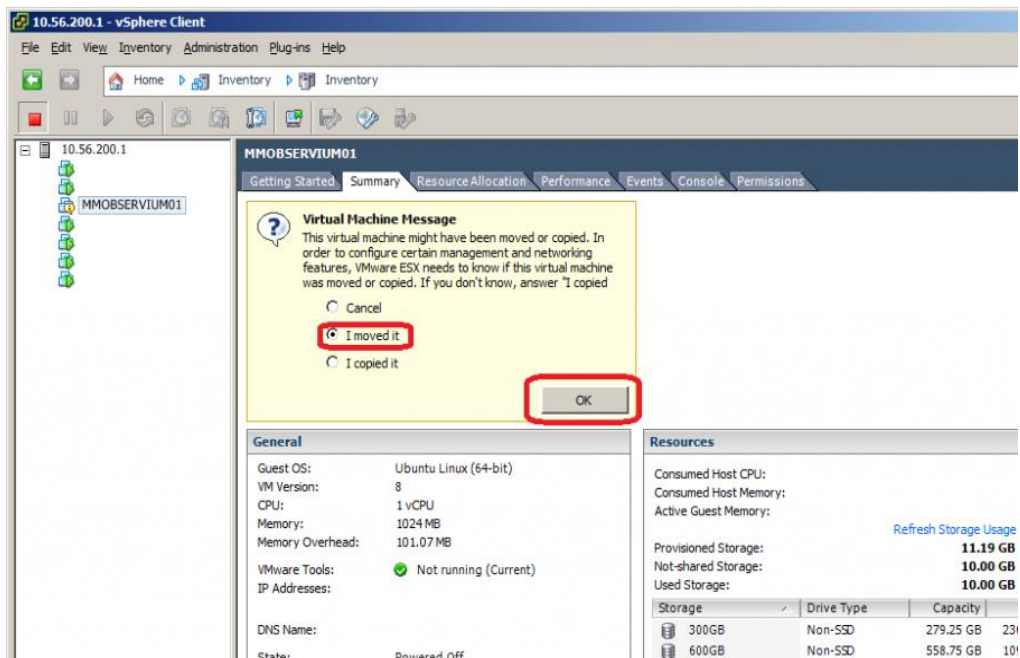 10.56.200.1 - vSphere Client
File Edit View Inventory Administration Plug-ins Help
Home Inventory Inventory
10.56.200.1
MMOBSERVIUM01
MMOBSERVIUM01
Getting Started Summary Resource Allocation Performance Events Console Permissions
Virtual Machine Message
This virtual machine might have been moved or copied. In
order to configure certain management and networking
features, VMware ESX needs to know if this virtual machine
was moved or copied. If you don't know, answer "I copied
Cancel
I moved it
I copied it
OK
General
Guest OS: Ubuntu Linux (64-bit)
VM Version: 8
CPU: 1 vCPU
Memory: 1024 MB
Memory Overhead: 101.07 MB
VMware Tools: Not running (Current)
IP Addresses:
DNS Name:
State: Powered Off
Resources
Consumed Host CPU:
Consumed Host Memory:
Active Guest Memory:
Refresh Storage Usage
Provisioned Storage: 11.19 GB
Not-shared Storage: 10.00 GB
Used Storage: 10.00 GB
Storage Drive Type Capacity
300GB Non-SSD 279.25 GB
600GB Non-SSD 558.75 GB